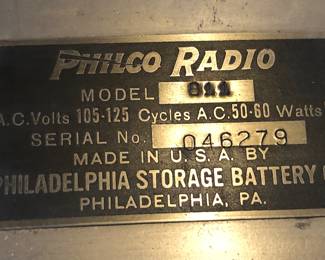 PHILCO RADIO
MODEL
A.C. Volts 105-125 Cycles A.C. 50-60 Watts
SERIAL No. 046279
MADE IN U.S.A. BY
PHILADELPHIA STORAGE BATTERY
PHILADELPHIA, PA.